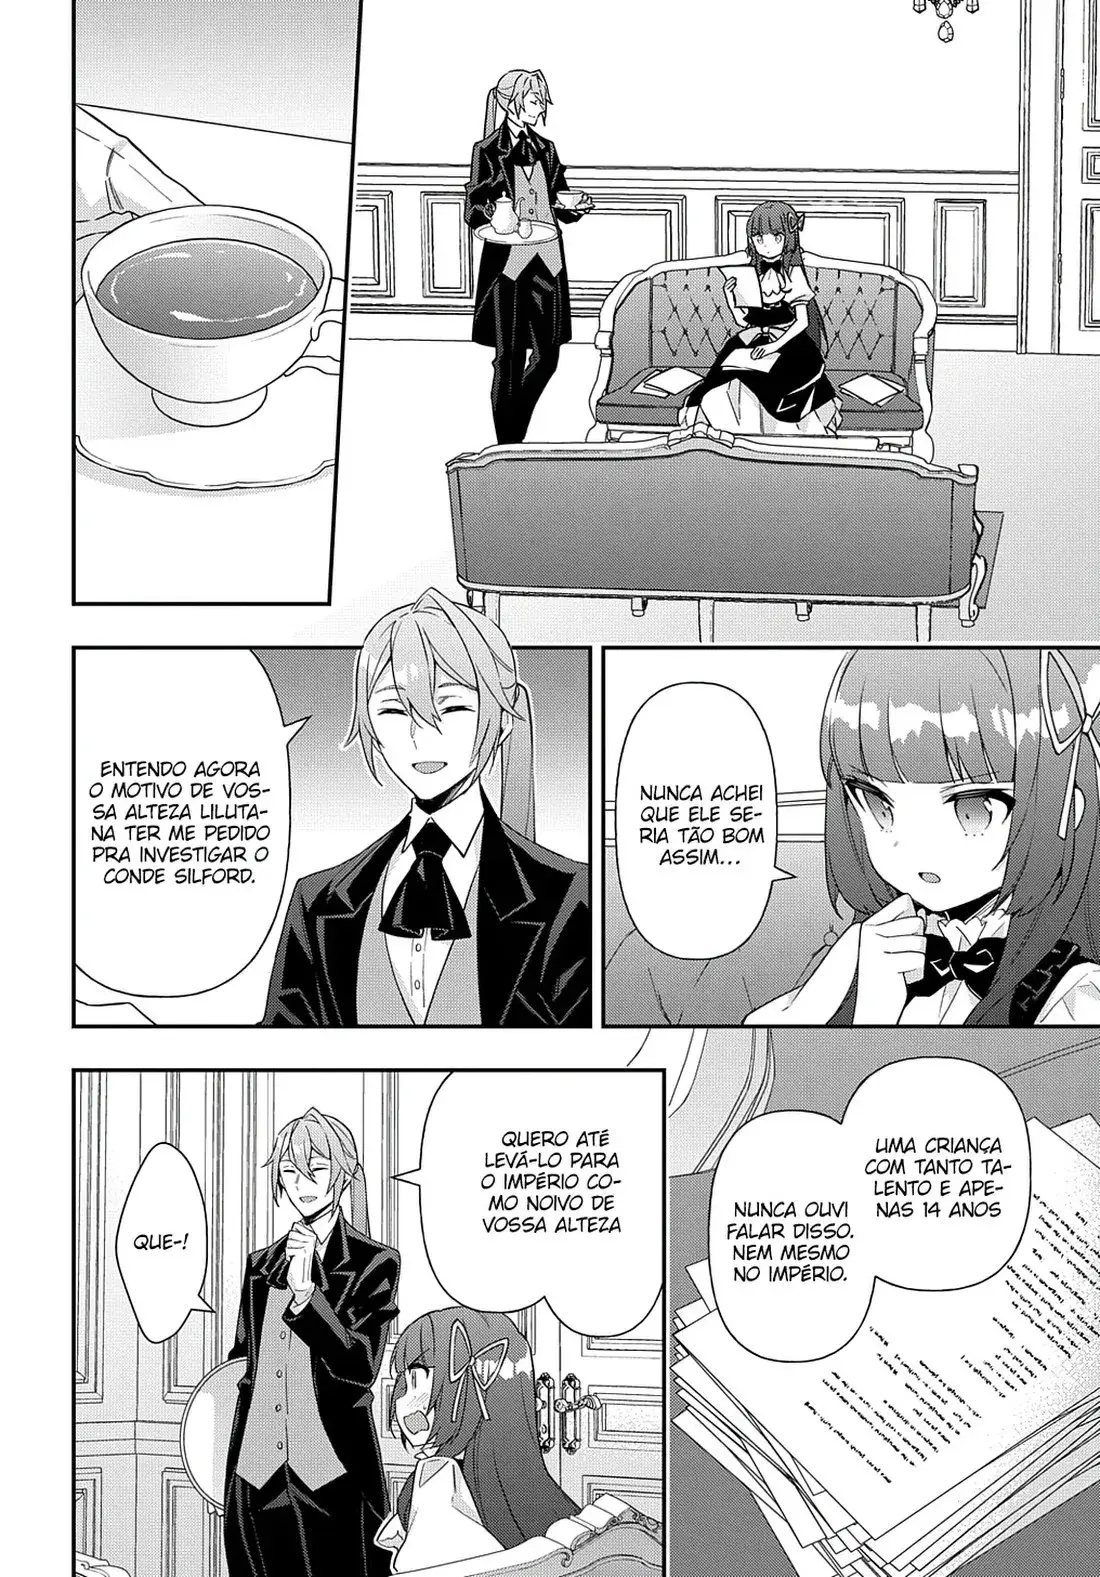 NUNCA ACHEI
QUE ELE SE-
RIA TÃO BOM
ASSIM...
ENTENDO AGORA
O MOTIVO DE VOS-
SA ALTEZA LILLUTA-
NA TER ME PEDIDO
PRA INVESTIGAR O
CONDE SILFORD.
UMA CRIANÇA
COM TANTO TA-
LENTO E APE-
NAS 14 ANOS
NUNCA OUVI
FALAR DISSO.
NEM MESMO
NO IMPÉRIO.
QUERO ATÉ
LEVÁ-LO PARA
O IMPÉRIO CO-
MO NOIVO DE
VOSSA ALTEZA
QUE-!